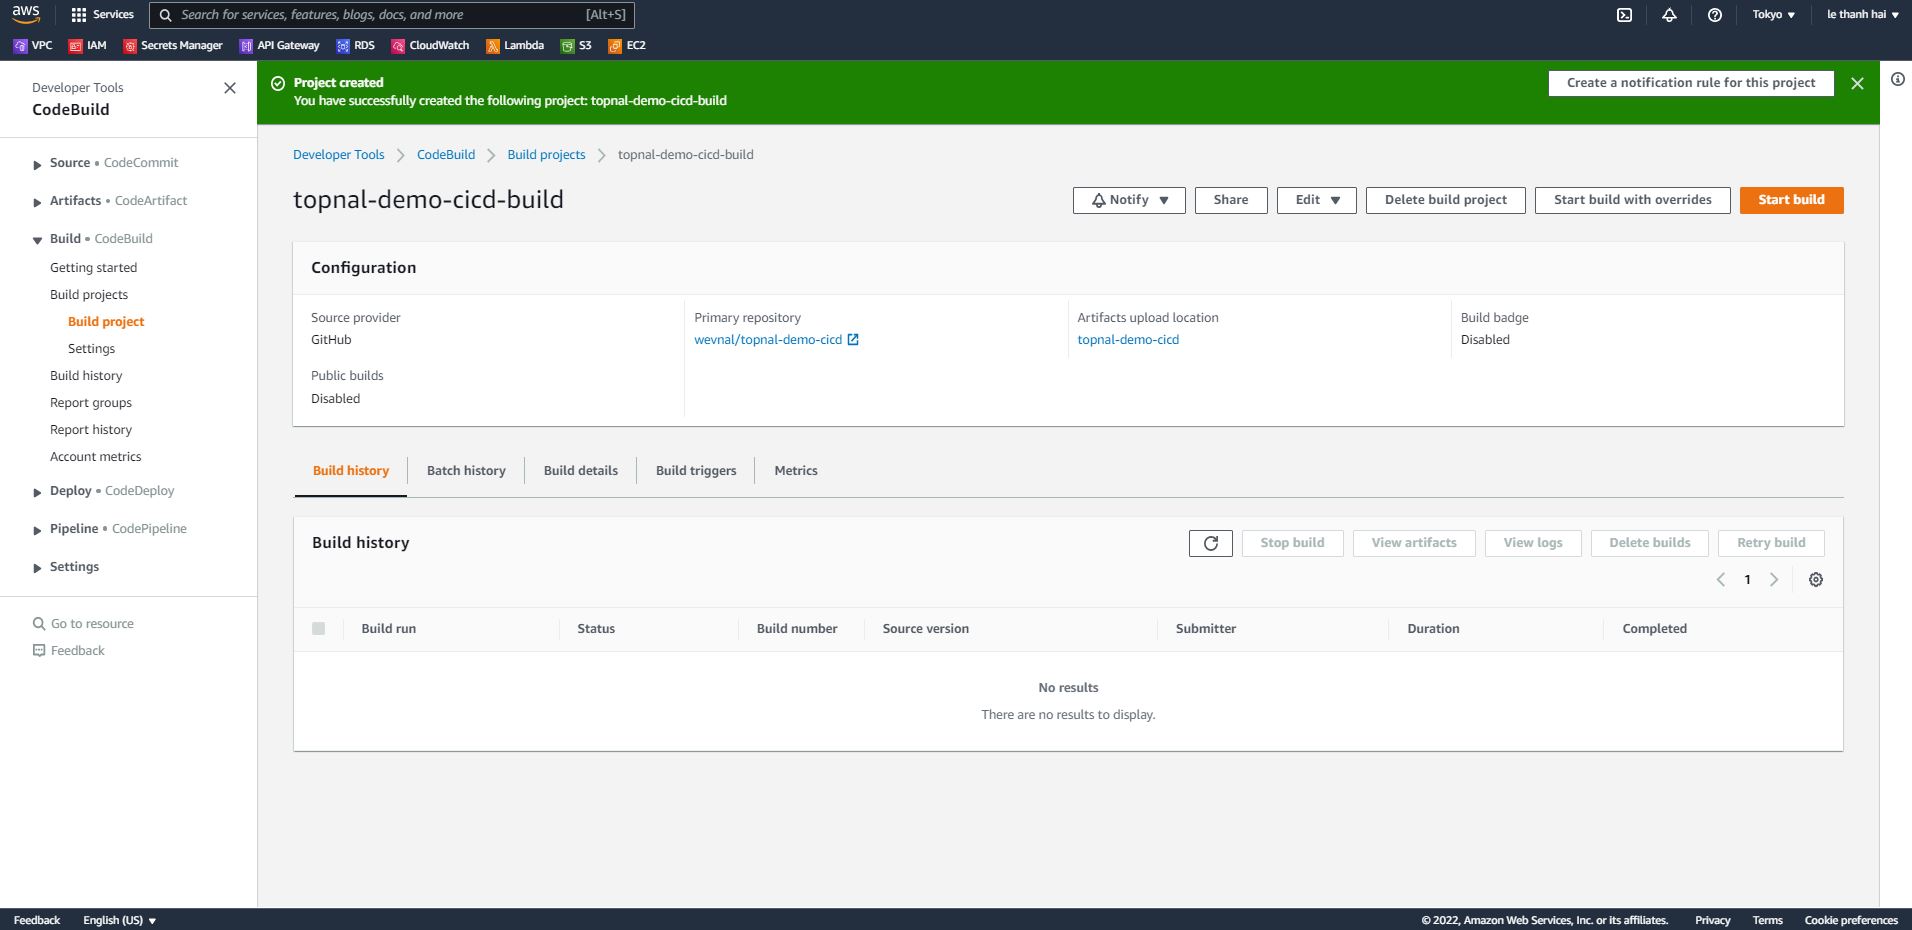 aws Services Search for services, features, blogs, docs, and more [Alt+S] Tokyo ▼ le thanh hai ▼
VPC IAM Secrets Manager API Gateway RDS CloudWatch Lambda S3 EC2
Developer Tools
CodeBuild
Source • CodeCommit
Artifacts • CodeArtifact
Build • CodeBuild
Getting started
Build projects
Build project
Settings
Build history
Report groups
Report history
Account metrics
Deploy • CodeDeploy
Pipeline • CodePipeline
Settings
Go to resource
Feedback
Project created
You have successfully created the following project: topnal-demo-cicd-build
Create a notification rule for this project
Developer Tools > CodeBuild > Build projects > topnal-demo-cicd-build
topnal-demo-cicd-build
Notify ▼ Share Edit ▼ Delete build project Start build with overrides Start build
Configuration
Source provider
GitHub
Primary repository
wevnal/topnal-demo-cicd
Artifacts upload location
topnal-demo-cicd
Build badge
Disabled
Public builds
Disabled
Build history Batch history Build details Build triggers Metrics
Build history
Stop build View artifacts View logs Delete builds Retry build
< 1 >
Build run Status Build number Source version Submitter Duration Completed
No results
There are no results to display.
Feedback English (US) ▼ © 2022, Amazon Web Services, Inc. or its affiliates. Privacy Terms Cookie preferences